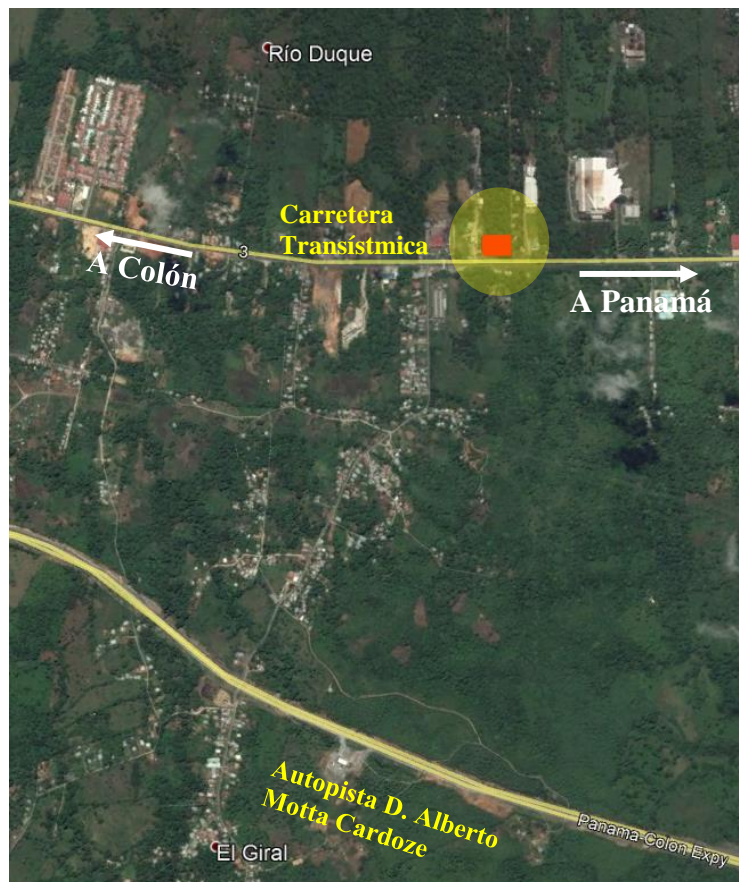 Río Duque
Carretera
Transístmica
3
A Colón
A Panamá
Autopista D. Alberto
Motta Cardoze
Panama-Colon Expy
El Giral